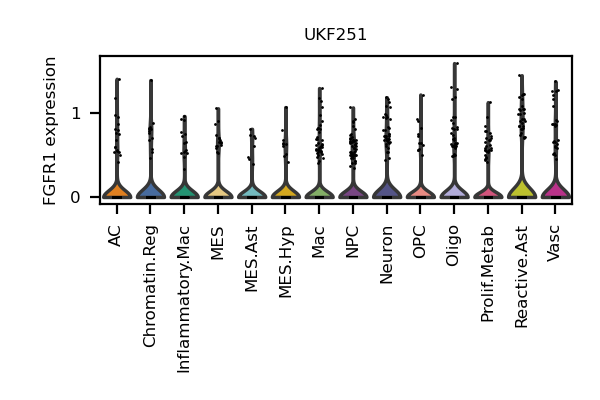 UKF251
FGFR1 expression
1
0
AC
Chromatin.Reg
Inflammatory.Mac
MES
MES.Ast
MES.Hyp
Mac
NPC
Neuron
OPC
Oligo
Prolif.Metab
Reactive.Ast
Vasc